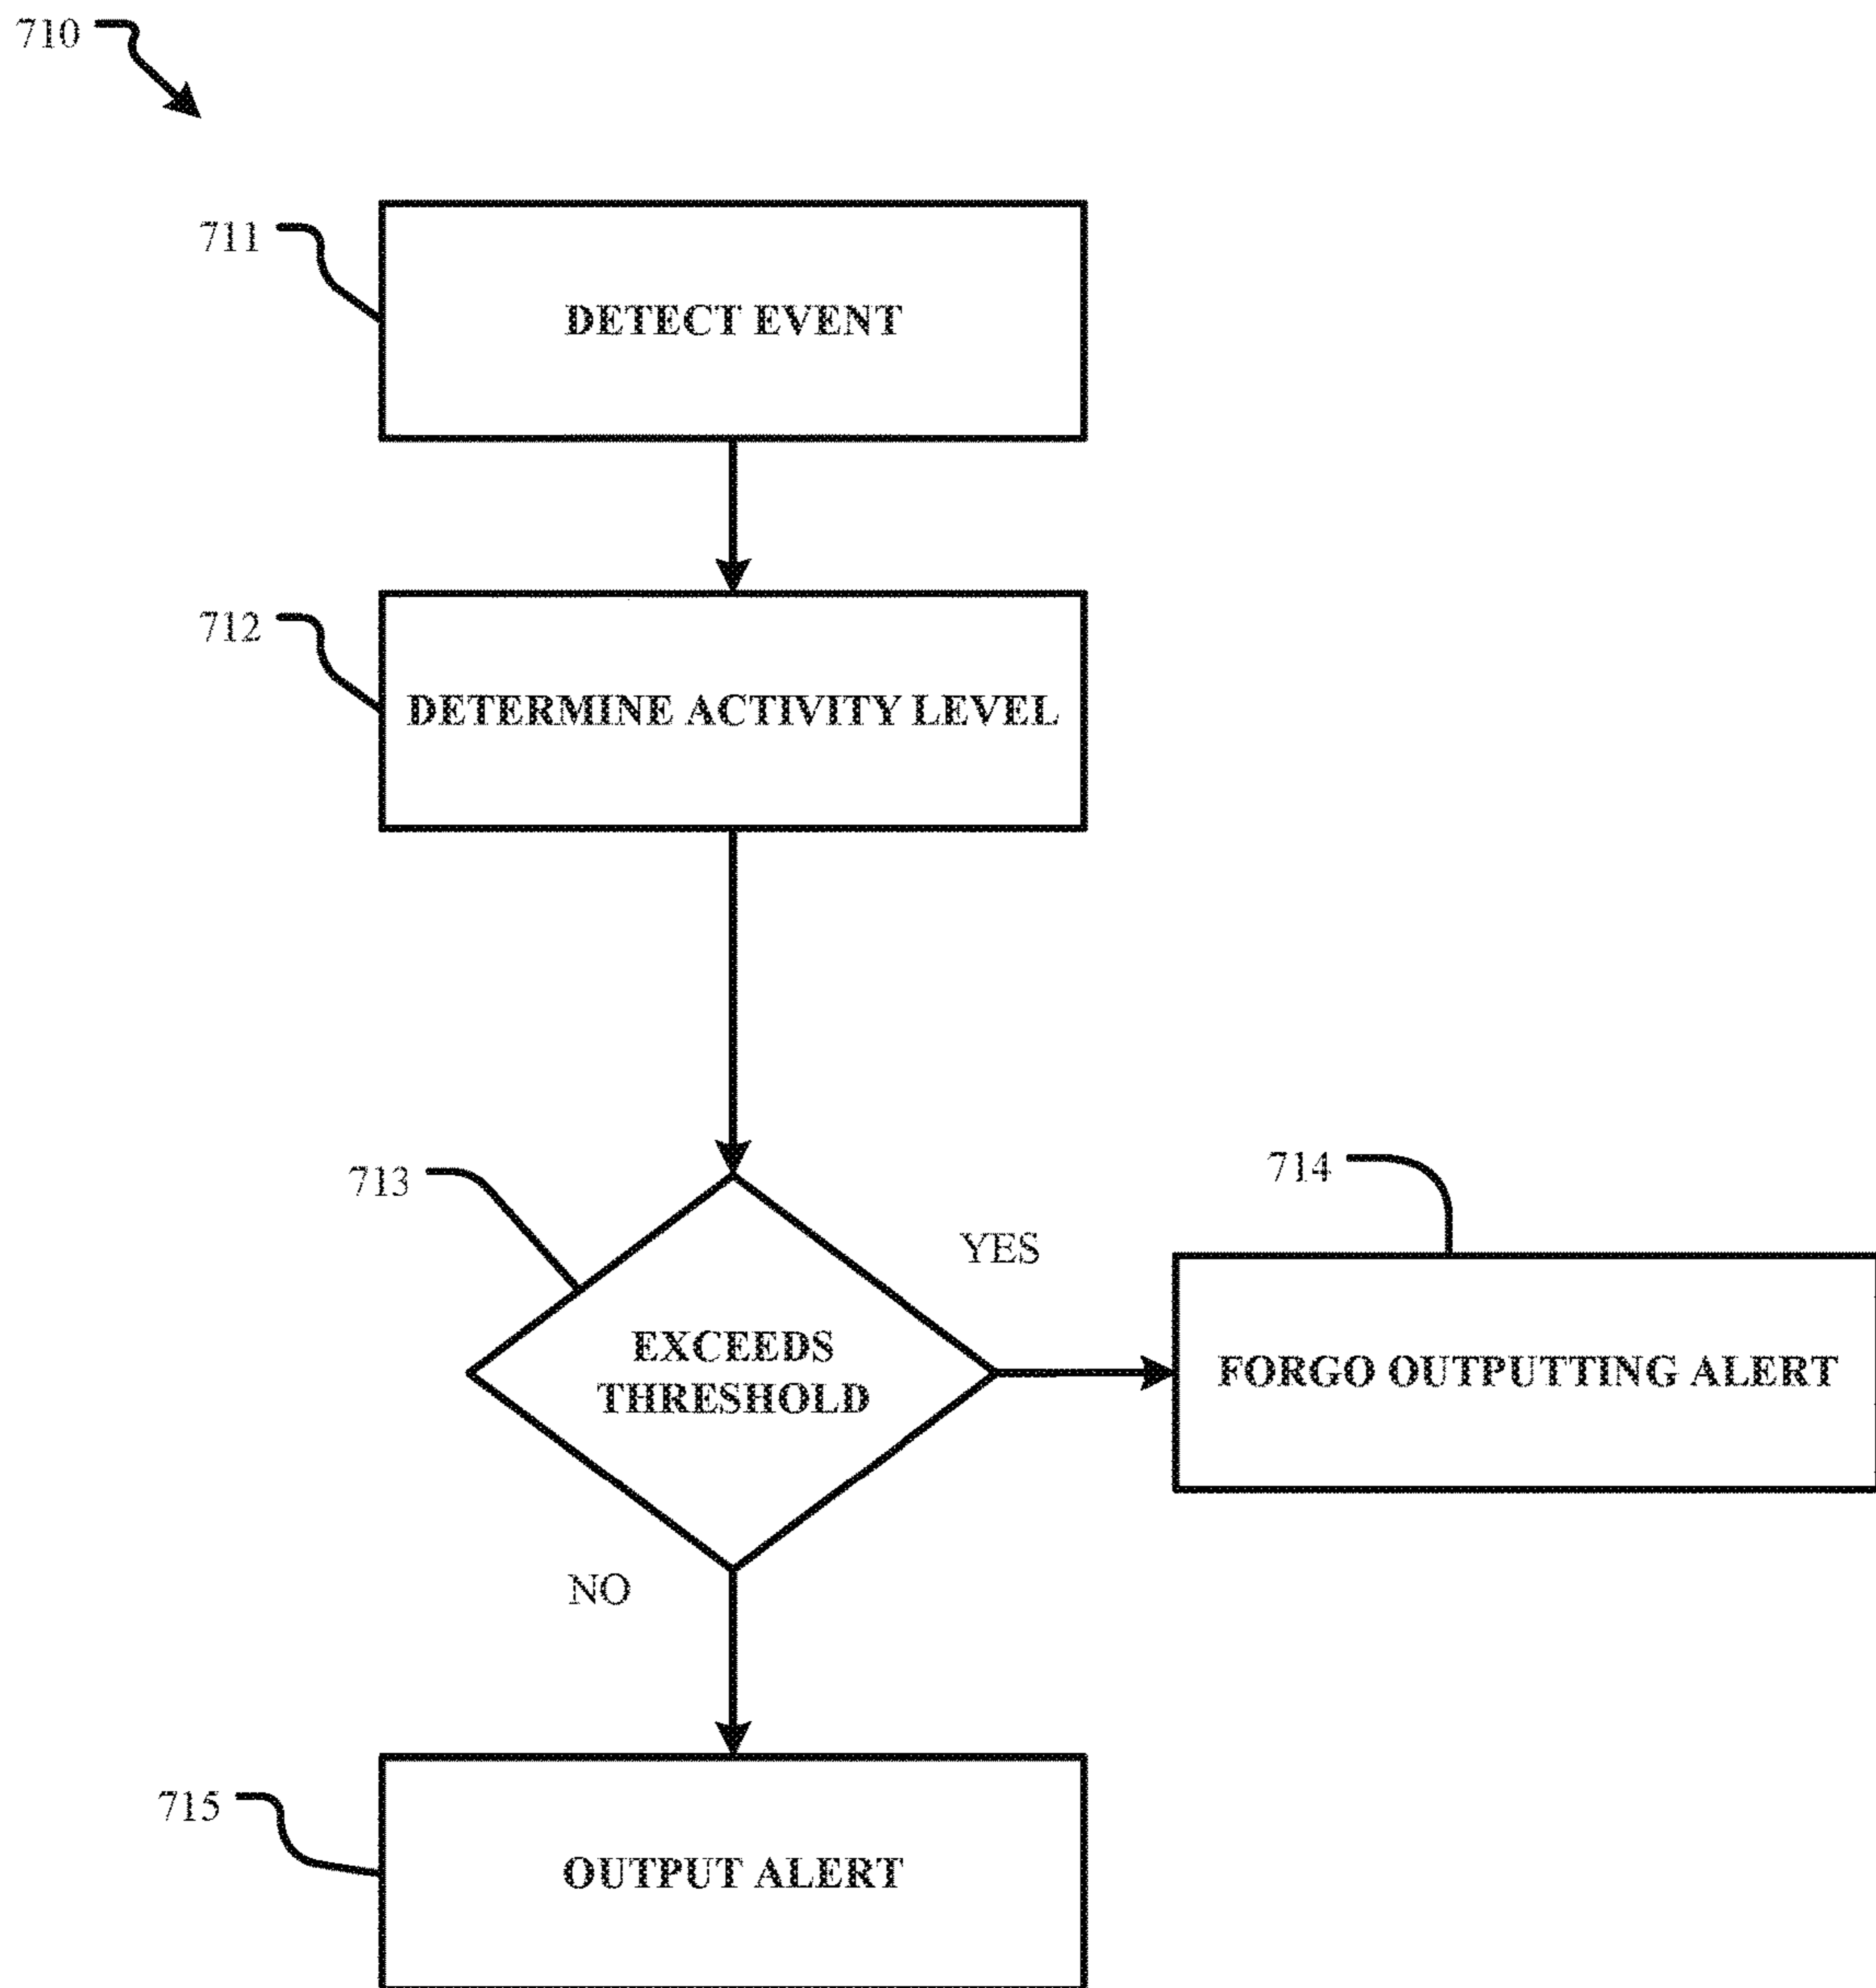 710
711
DETECT EVENT
712
DETERMINE ACTIVITY LEVEL
713
714
YES
EXCEEDS
THRESHOLD
FORGO OUTPUTTING ALERT
NO
715
OUTPUT ALERT